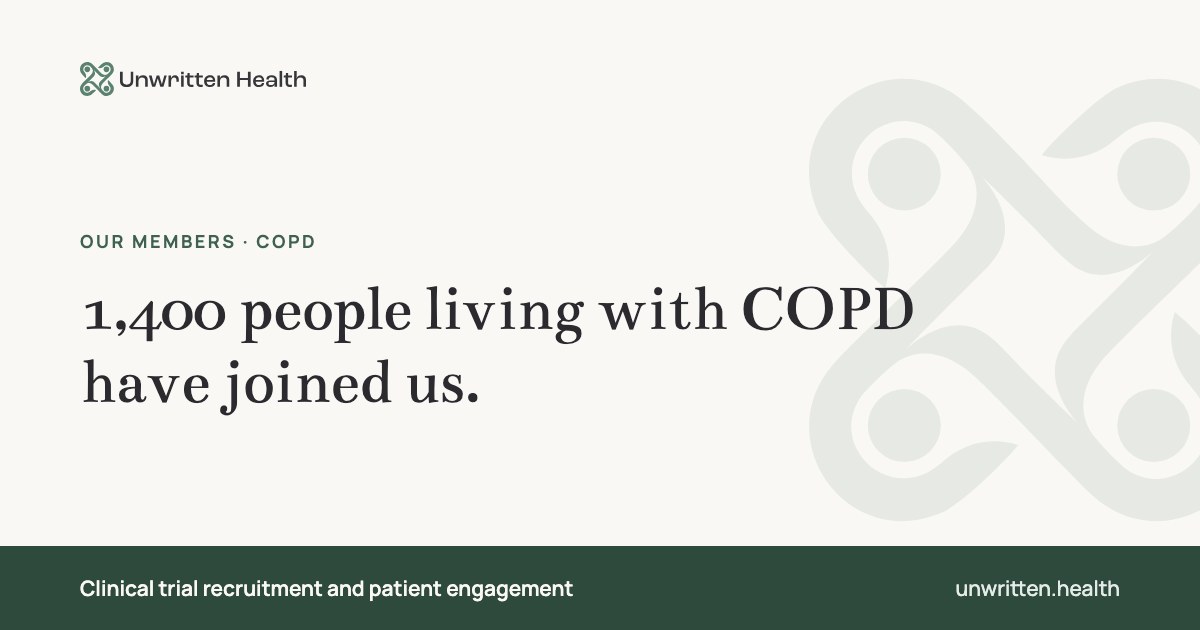 Unwritten Health
OUR MEMBERS · COPD
1,400 people living with COPD
have joined us.
Clinical trial recruitment and patient engagement
unwritten.health